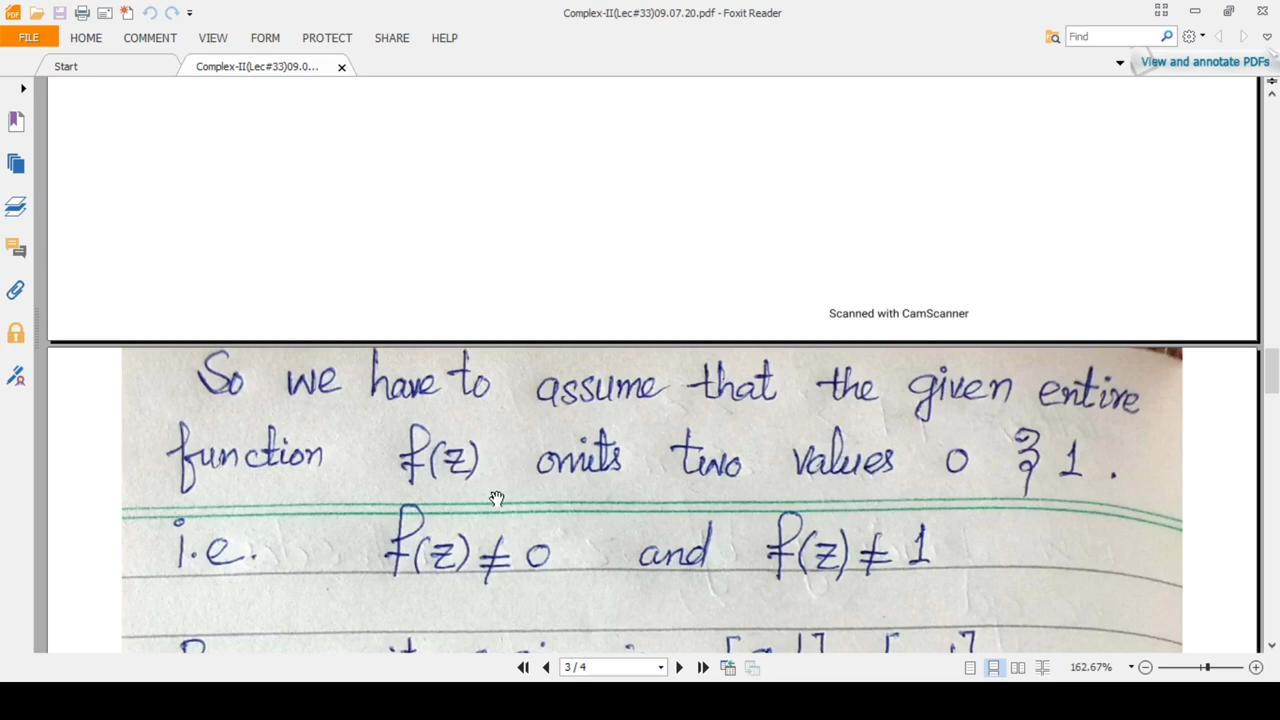 Complex-II(Lec#33)09.07.20.pdf - Foxit Reader
FILE HOME COMMENT VIEW FORM PROTECT SHARE HELP
Find
Start Complex-II(Lec#33)09.0...
View and annotate PDFs
Scanned with CamScanner
So we have to assume that the given entire
function f(z) omits two values 0 & 1 .
i.e. f(z) ≠ 0 and f(z) ≠ 1
3 / 4
162.67%